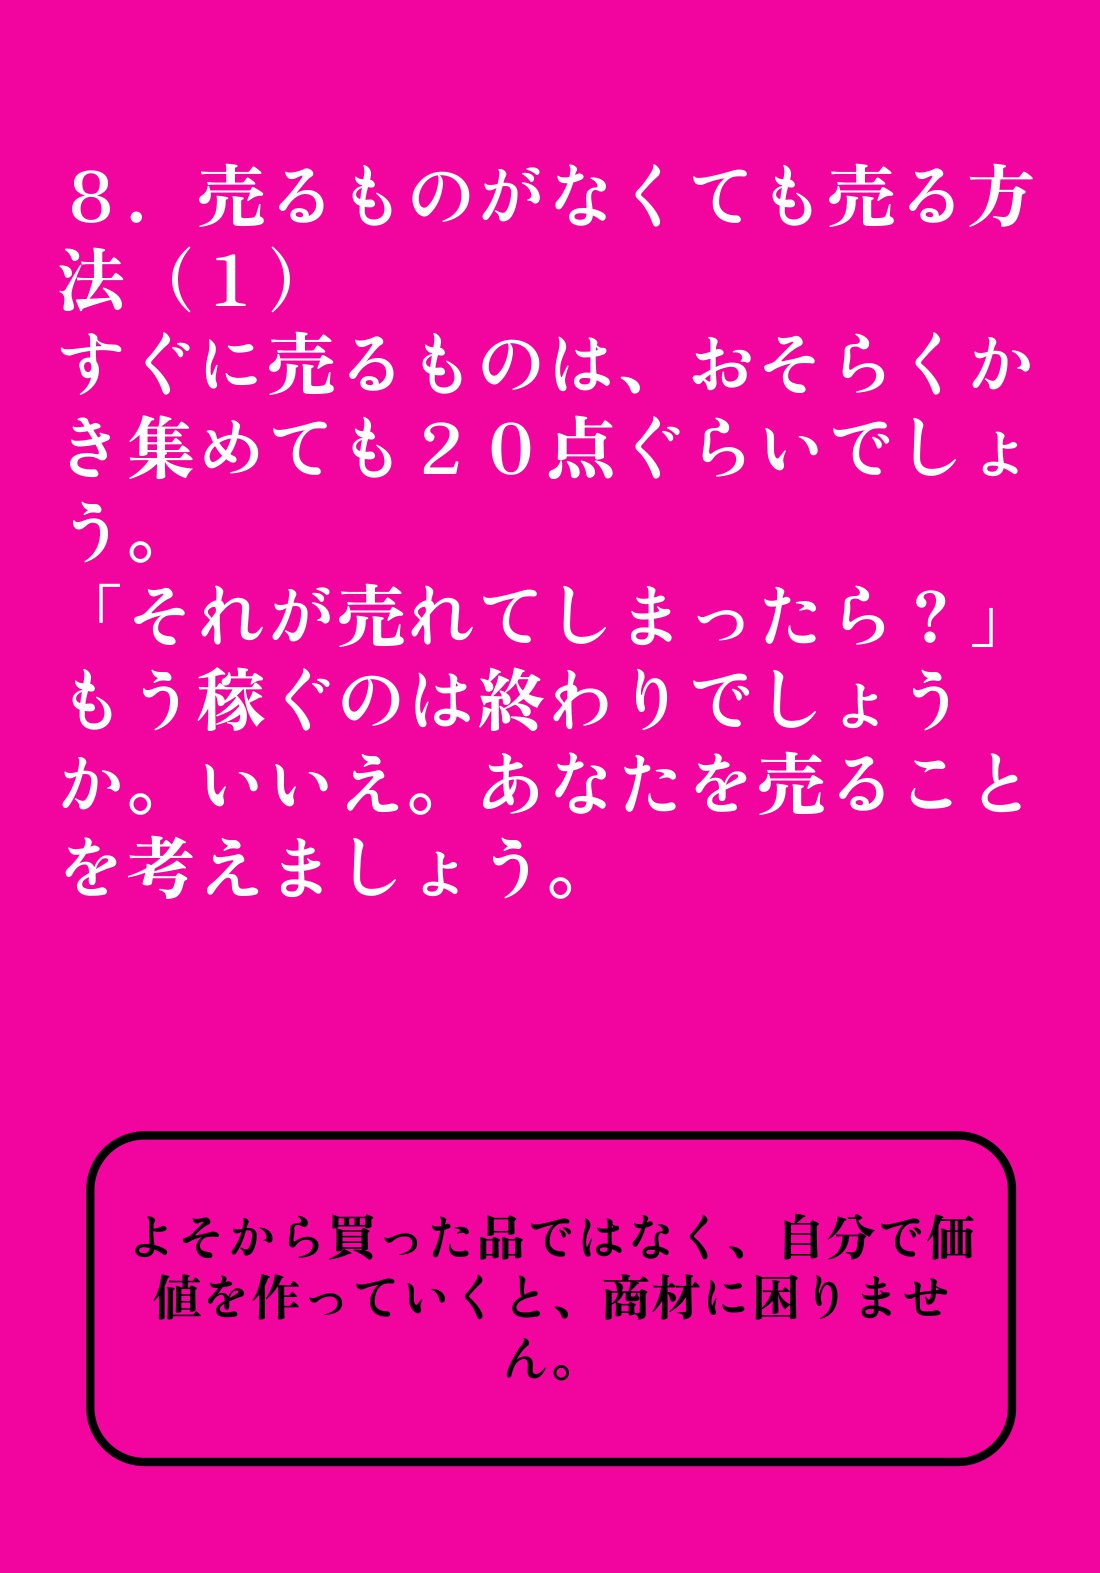 ８．売るものがなくても売る方
法（１）
すぐに売るものは、おそらくか
き集めても２０点ぐらいでしょ
う。
「それが売れてしまったら？」
もう稼ぐのは終わりでしょう
か。いいえ。あなたを売ること
を考えましょう。
よそから買った品ではなく、自分で価
値を作っていくと、商材に困りませ
ん。